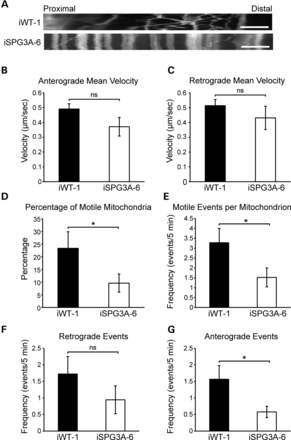 A
Proximal
Distal
iWT-1
iSPG3A-6
B
Anterograde Mean Velocity
C
Retrograde Mean Velocity
Velocity (μm/sec)
0.6
0.5
0.4
0.3
0.2
0.1
0
ns
iWT-1
iSPG3A-6
Velocity (μm/sec)
0.6
0.5
0.4
0.3
0.2
0.1
0
ns
iWT-1
iSPG3A-6
D
Percentage of Motile Mitochondria
E
Motile Events per Mitochondrion
Percentage
35
30
25
20
15
10
5
0
*
iWT-1
iSPG3A-6
Frequency (events/5 min)
4.5
4
3.5
3
2.5
2
1.5
1
0.5
0
*
iWT-1
iSPG3A-6
F
Retrograde Events
G
Anterograde Events
Frequency (events/5 min)
2.5
2
1.5
1
0.5
0
ns
iWT-1
iSPG3A-6
Frequency (events/5 min)
2.5
2
1.5
1
0.5
0
*
iWT-1
iSPG3A-6